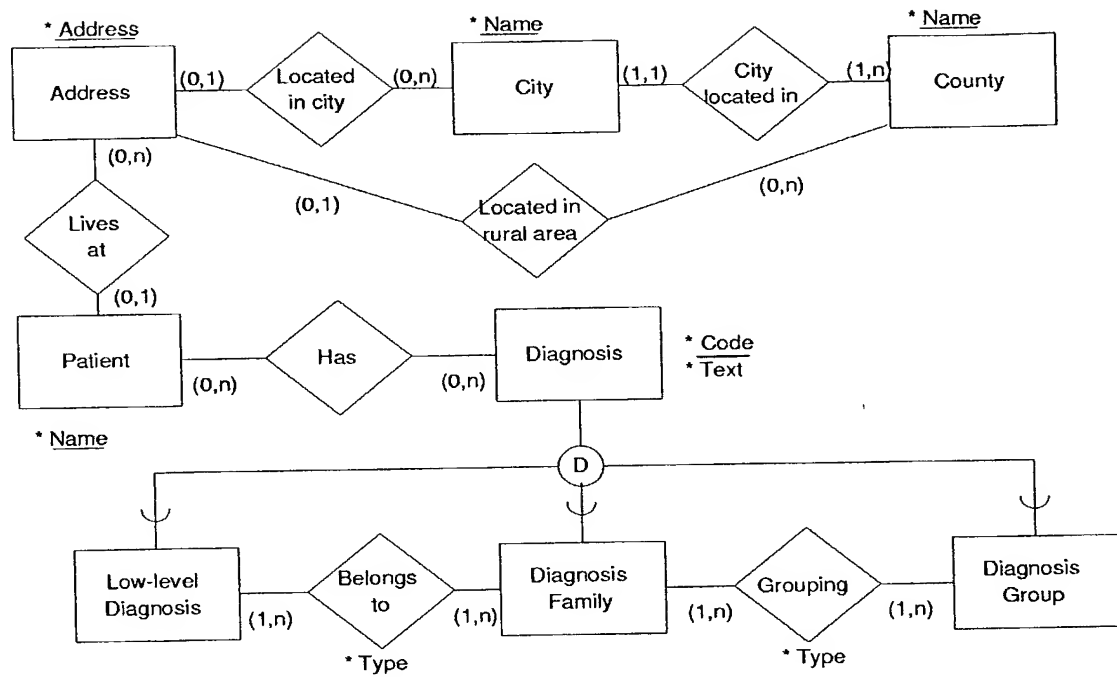 * Address
* Name
* Name
Address
(0,1)
Located
in city
(0,n)
City
(1,1)
City
located in
(1,n)
County
(0,n)
(0,1)
Located in
rural area
(0,n)
Lives
at
(0,1)
Patient
(0,n)
Has
(0,n)
Diagnosis
* Code
* Text
* Name
D
Low-level
Diagnosis
(1,n)
Belongs
to
(1,n)
Diagnosis
Family
(1,n)
Grouping
(1,n)
Diagnosis
Group
* Type
* Type